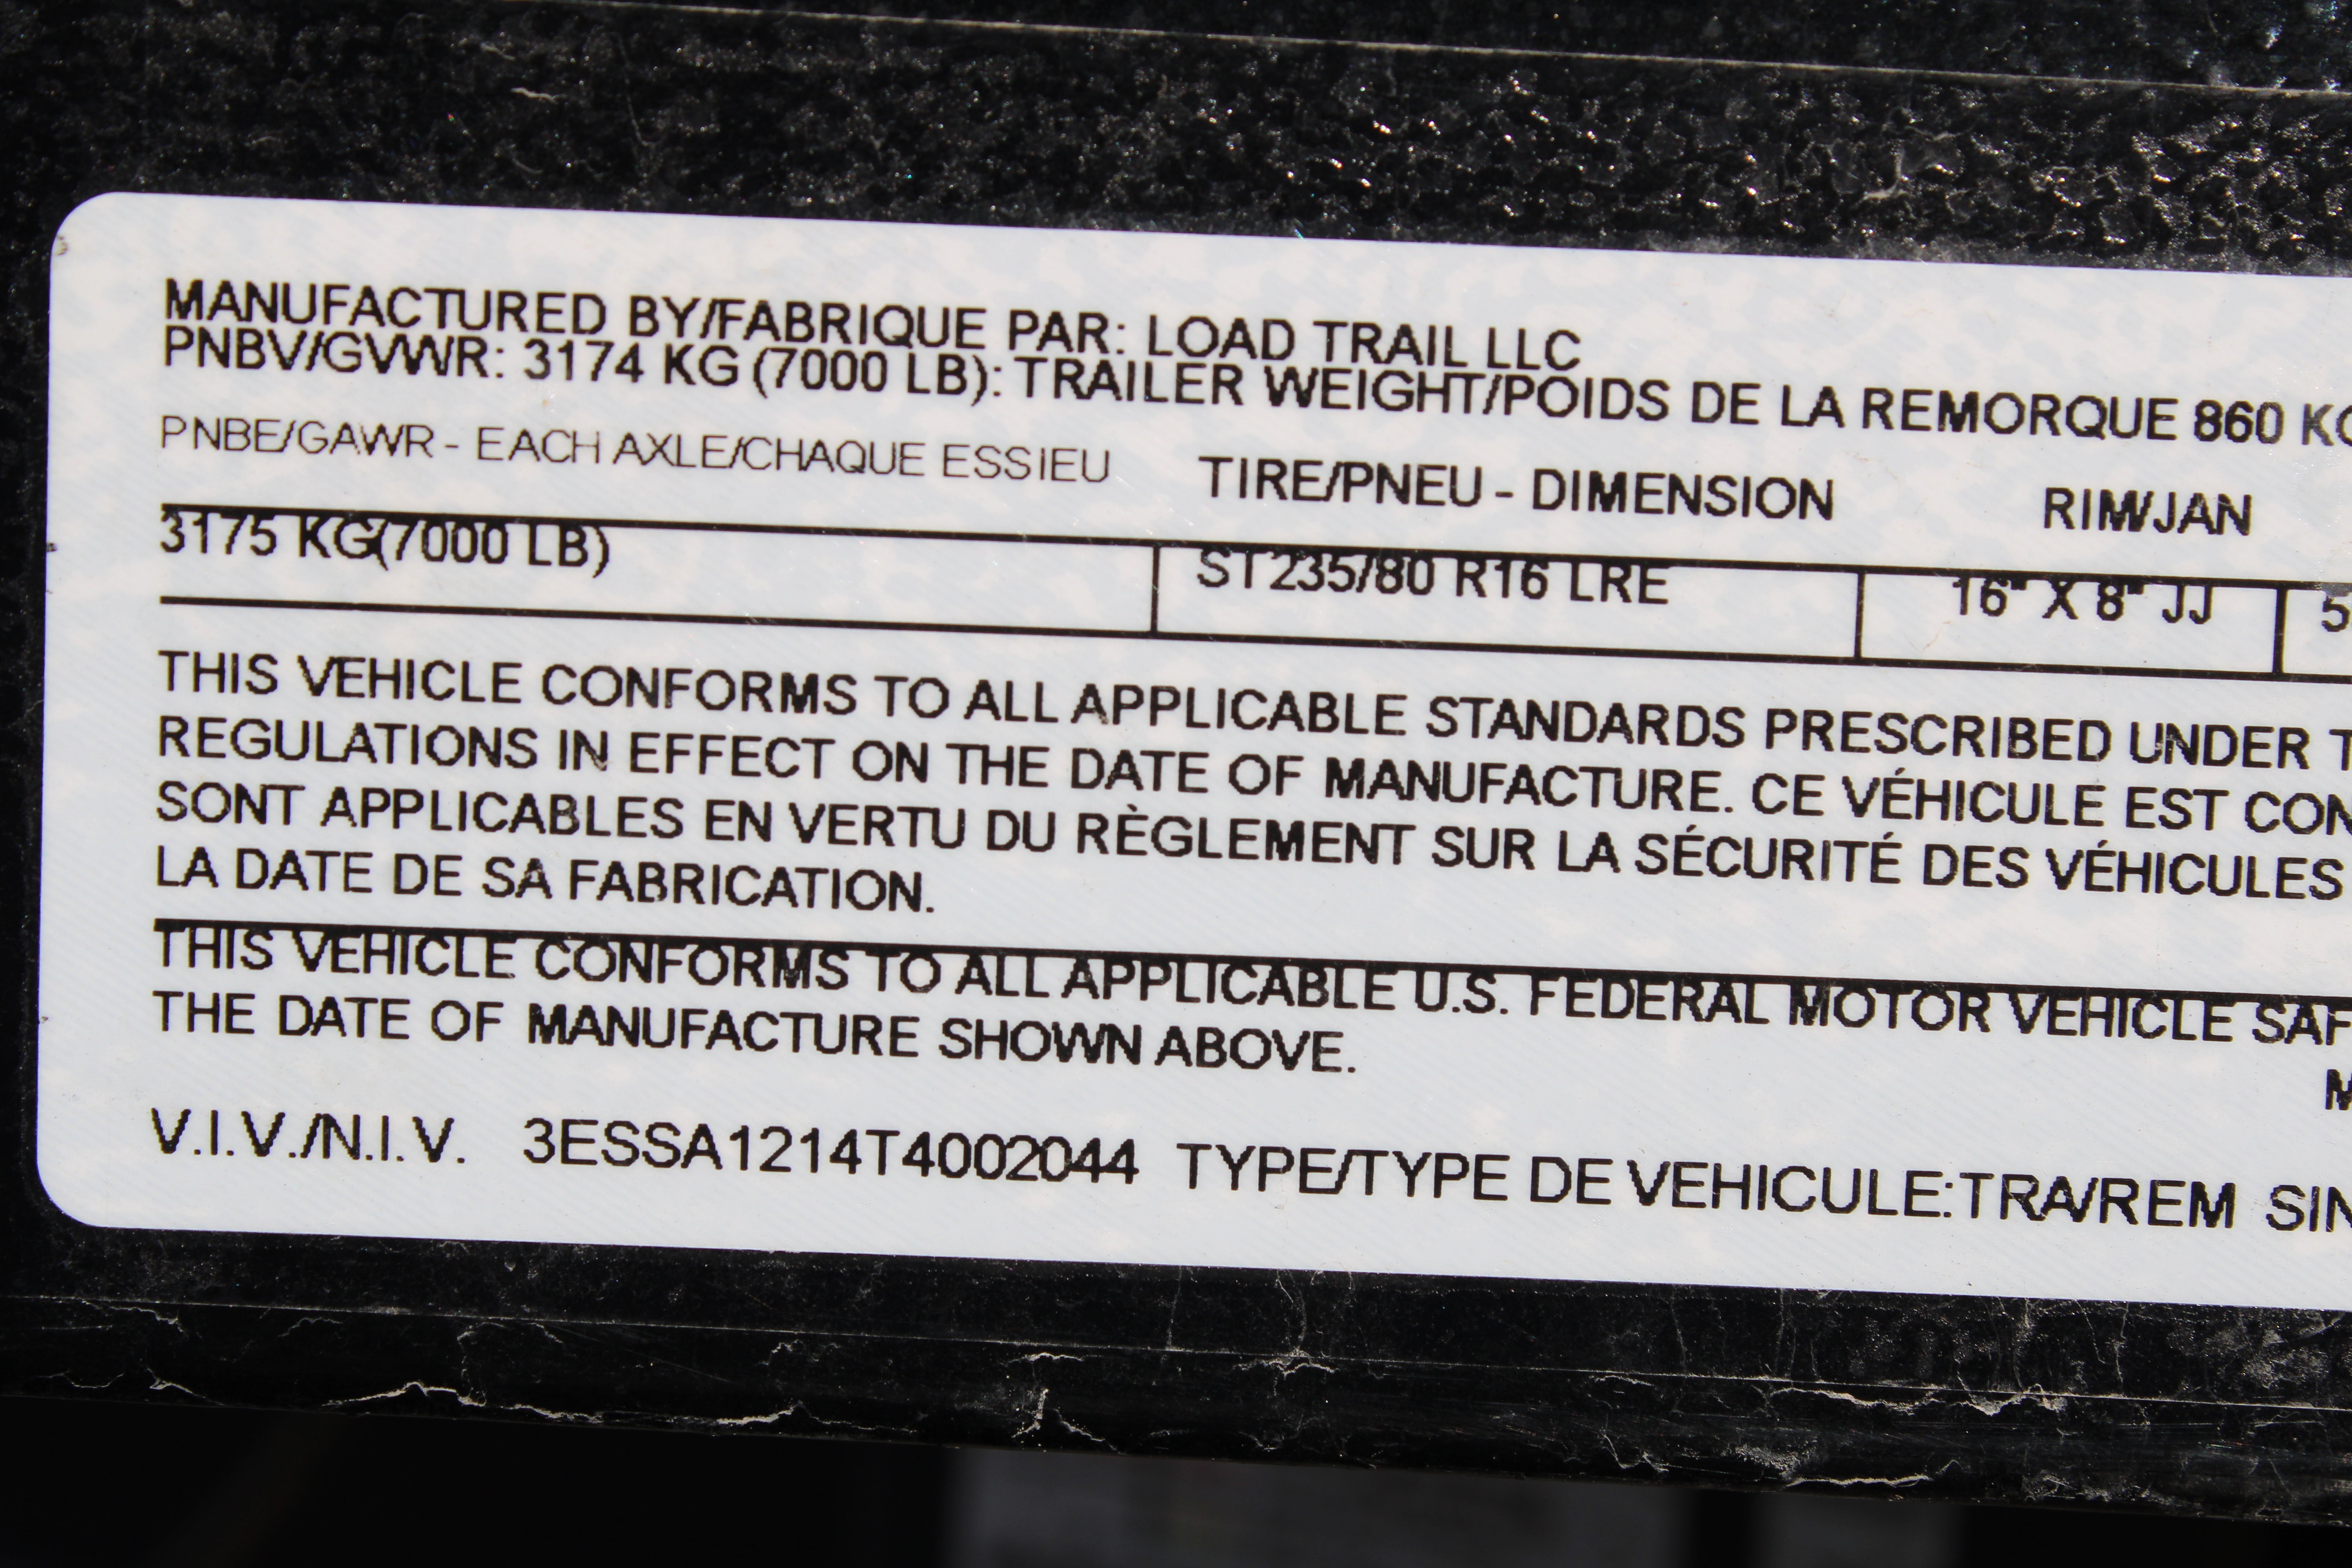 MANUFACTURED BY/FABRIQUE PAR: LOAD TRAIL LLC
PNBV/GVWR: 3174 KG (7000 LB): TRAILER WEIGHT/POIDS DE LA REMORQUE 860
PNBE/GAWR - EACH AXLE/CHAQUE ESSIEU TIRE/PNEU - DIMENSION RIM/JAN
3175 KG(7000 LB) ST235/80 R16 LRE 16" X 8" JJ 5
THIS VEHICLE CONFORMS TO ALL APPLICABLE STANDARDS PRESCRIBED UNDER T
REGULATIONS IN EFFECT ON THE DATE OF MANUFACTURE. CE VÉHICULE EST CON
SONT APPLICABLES EN VERTU DU RÈGLEMENT SUR LA SÉCURITÉ DES VÉHICULES
LA DATE DE SA FABRICATION.
THIS VEHICLE CONFORMS TO ALL APPLICABLE U.S. FEDERAL MOTOR VEHICLE SAF
THE DATE OF MANUFACTURE SHOWN ABOVE.
V.I.V./N.I.V. 3ESSA1214T4002044 TYPE/TYPE DE VEHICULE:TRA/REM SIN